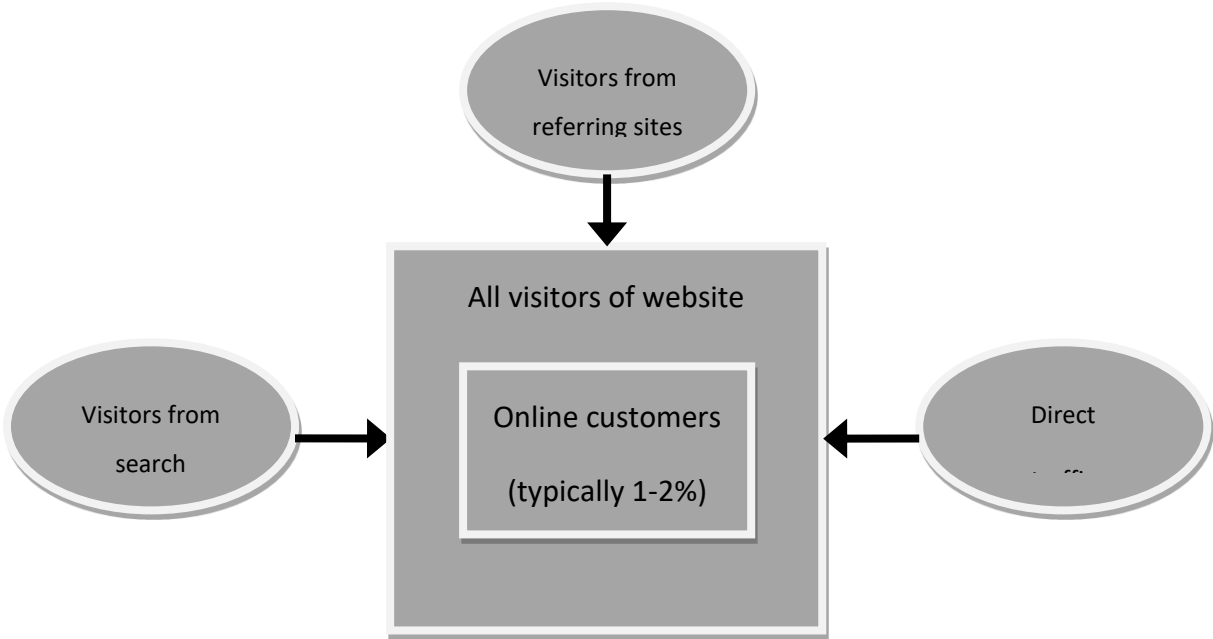 Visitors from
referring sites
All visitors of website
Visitors from
search
Online customers
(typically 1-2%)
Direct